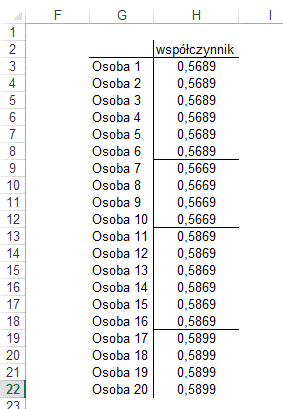 F G H I
1
2 współczynnik
3 Osoba 1 0,5689
4 Osoba 2 0,5689
5 Osoba 3 0,5689
6 Osoba 4 0,5689
7 Osoba 5 0,5689
8 Osoba 6 0,5689
9 Osoba 7 0,5669
10 Osoba 8 0,5669
11 Osoba 9 0,5669
12 Osoba 10 0,5669
13 Osoba 11 0,5869
14 Osoba 12 0,5869
15 Osoba 13 0,5869
16 Osoba 14 0,5869
17 Osoba 15 0,5869
18 Osoba 16 0,5869
19 Osoba 17 0,5899
20 Osoba 18 0,5899
21 Osoba 19 0,5899
22 Osoba 20 0,5899
23